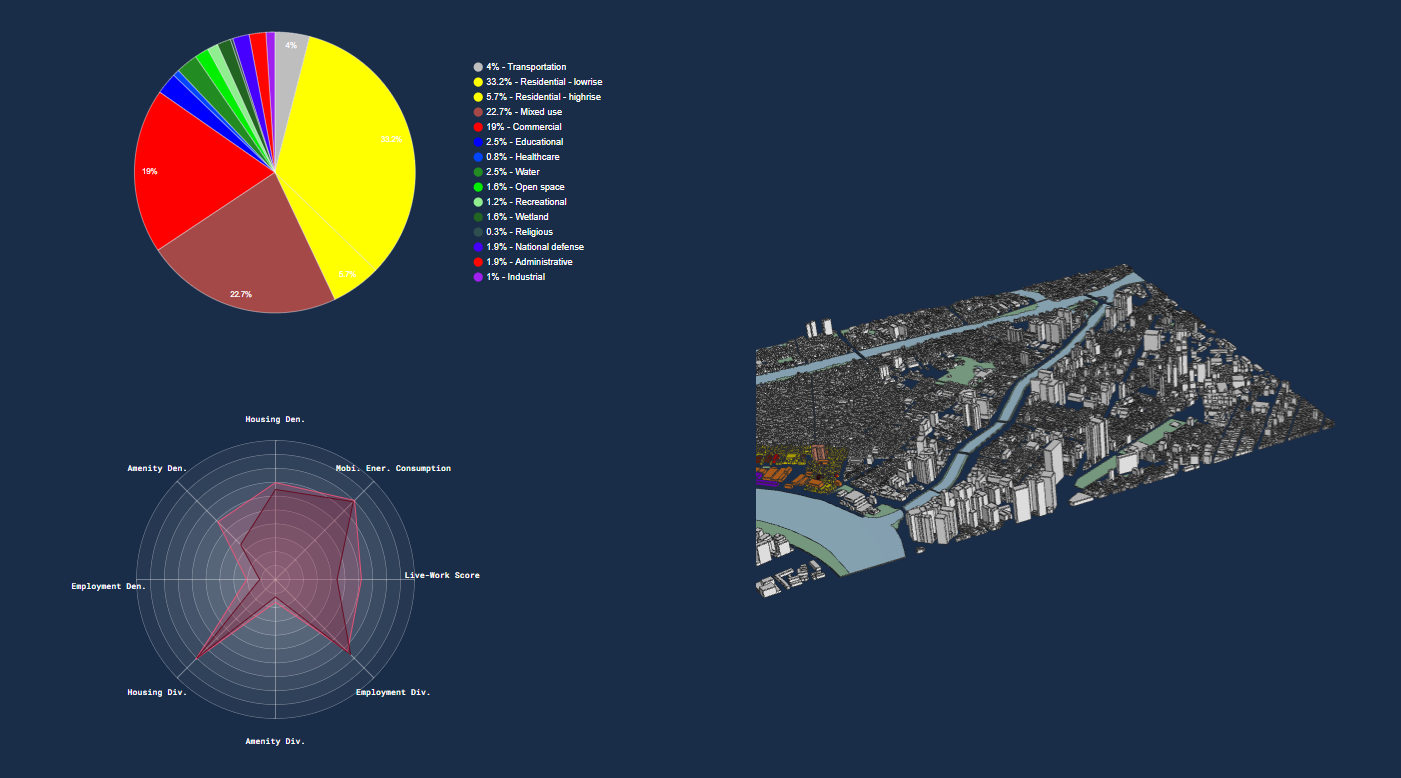 4%
33.2%
5.7%
22.7%
19%
4% - Transportation
33.2% - Residential - lowrise
5.7% - Residential - highrise
22.7% - Mixed use
19% - Commercial
2.5% - Educational
0.8% - Healthcare
2.5% - Water
1.6% - Open space
1.2% - Recreational
1.6% - Wetland
0.3% - Religious
1.9% - National defense
1.9% - Administrative
1% - Industrial
Housing Den.
Amenity Den.
Mobi. Ener. Consumption
Employment Den.
Live-Work Score
Housing Div.
Employment Div.
Amenity Div.